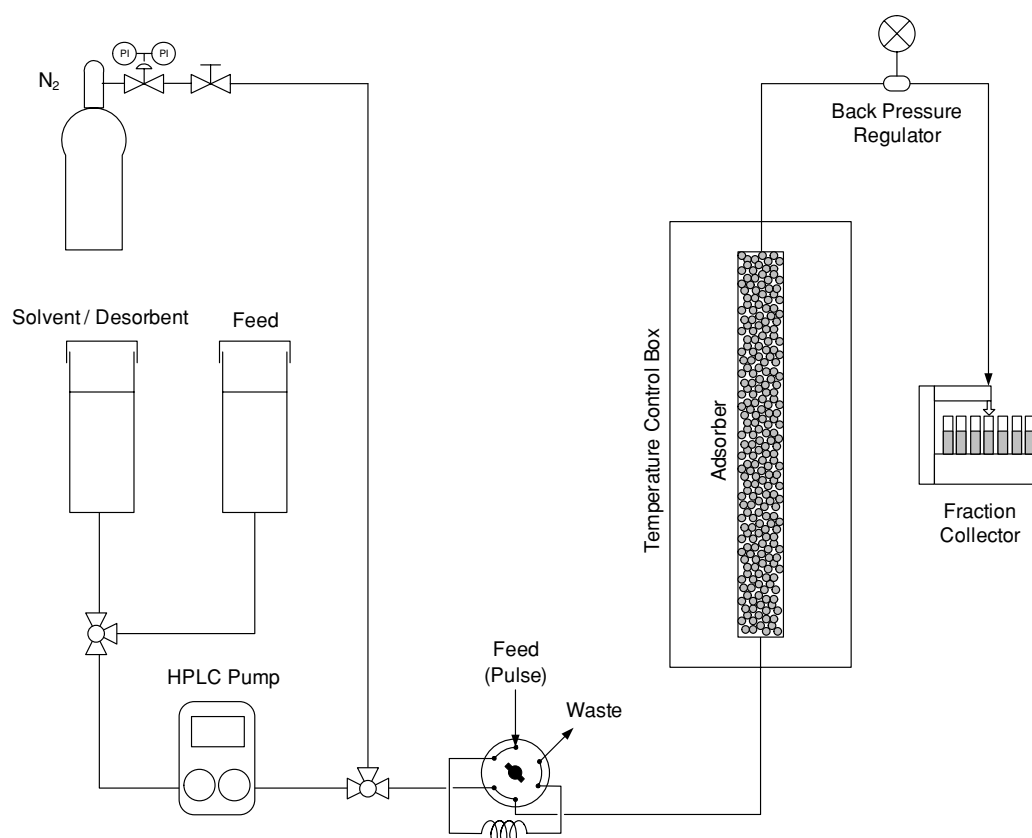 PI PI
N₂
Back Pressure
Regulator
Solvent / Desorbent
Feed
Temperature Control Box
Adsorber
Fraction
Collector
Feed
(Pulse)
HPLC Pump
Waste